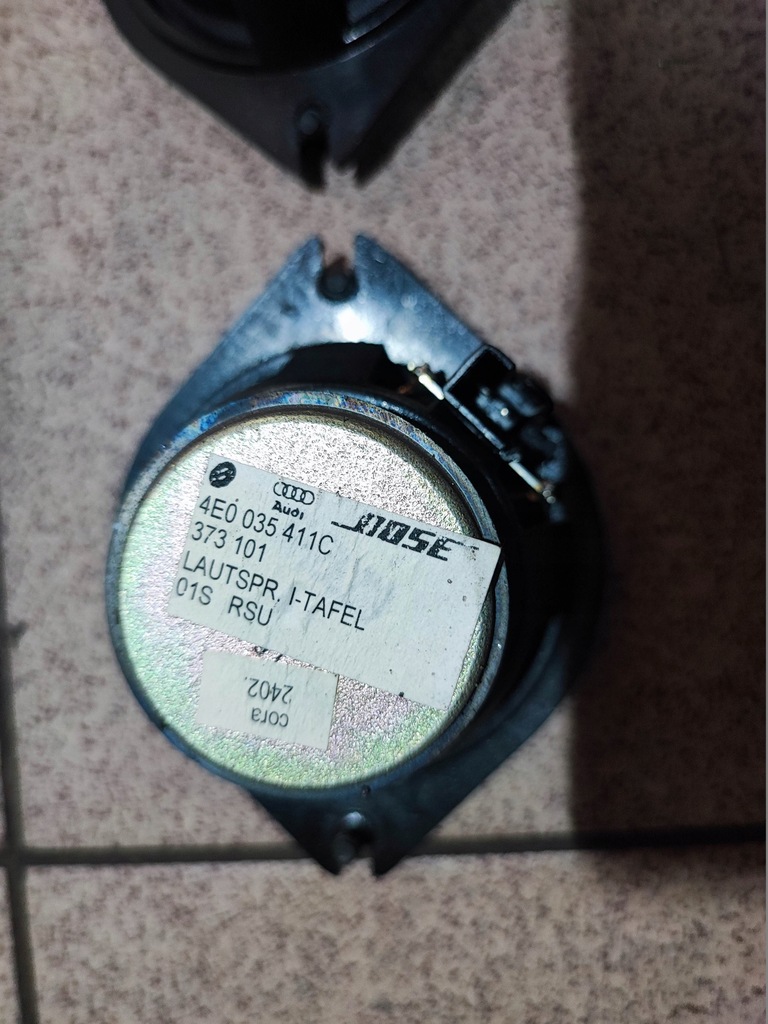 Audi
BOSE
4E0 035 411C
373 101
LAUTSPR. I-TAFEL
01S RSU
cora
2402.